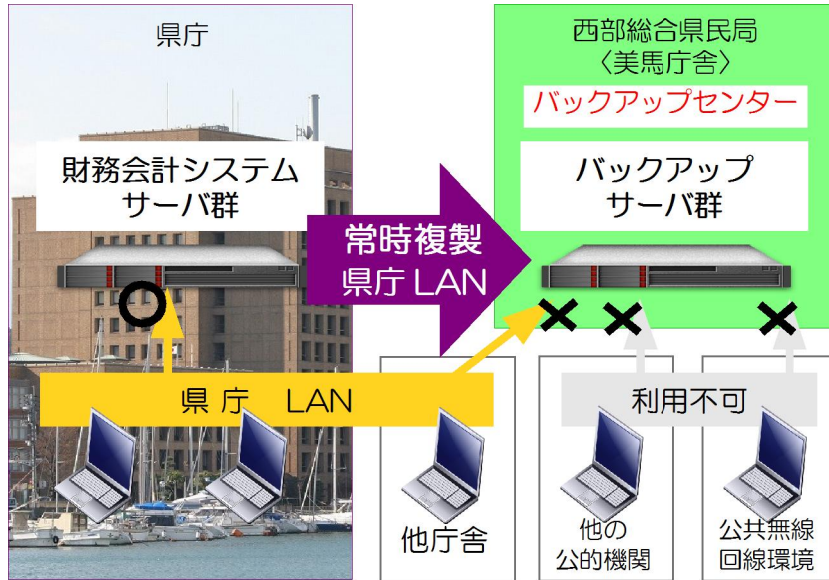 県庁
西部総合県民局
〈美馬庁舎〉
バックアップセンター
財務会計システム
サーバ群
バックアップ
サーバ群
常時複製
県庁LAN
県庁 LAN
利用不可
他庁舎
他の
公的機関
公共無線
回線環境